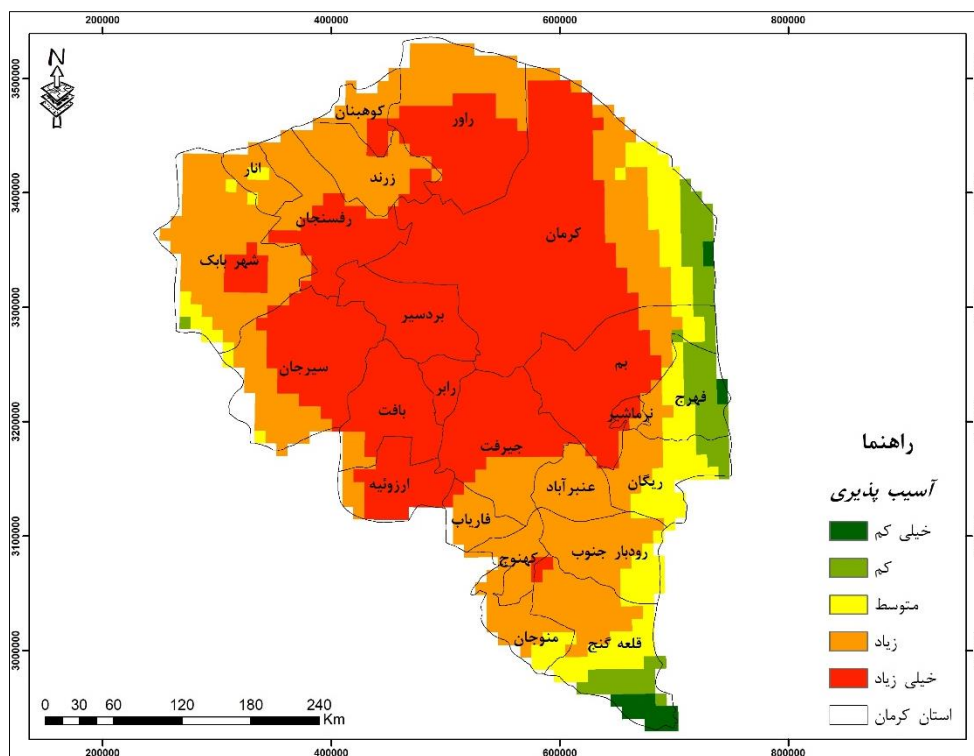 200000 400000 600000 800000
N
3500000
3400000
3300000
3200000
3100000
3000000
کوهبنان
راور
انار
زرند
رفسنجان
کرمان
شهر بابک
بردسیر
سیرجان
بم
رابر
فهرج
بافت
نرماشیر
جیرفت
ارزوئیه
عنبرآباد
ریگان
فاریاب
کهنوج
رودبار جنوب
منوجان
قلعه گنج
راهنما
آسیب پذیری
خیلی کم
کم
متوسط
زیاد
خیلی زیاد
استان کرمان
0 30 60 120 180 240
Km
200000 400000 600000 800000